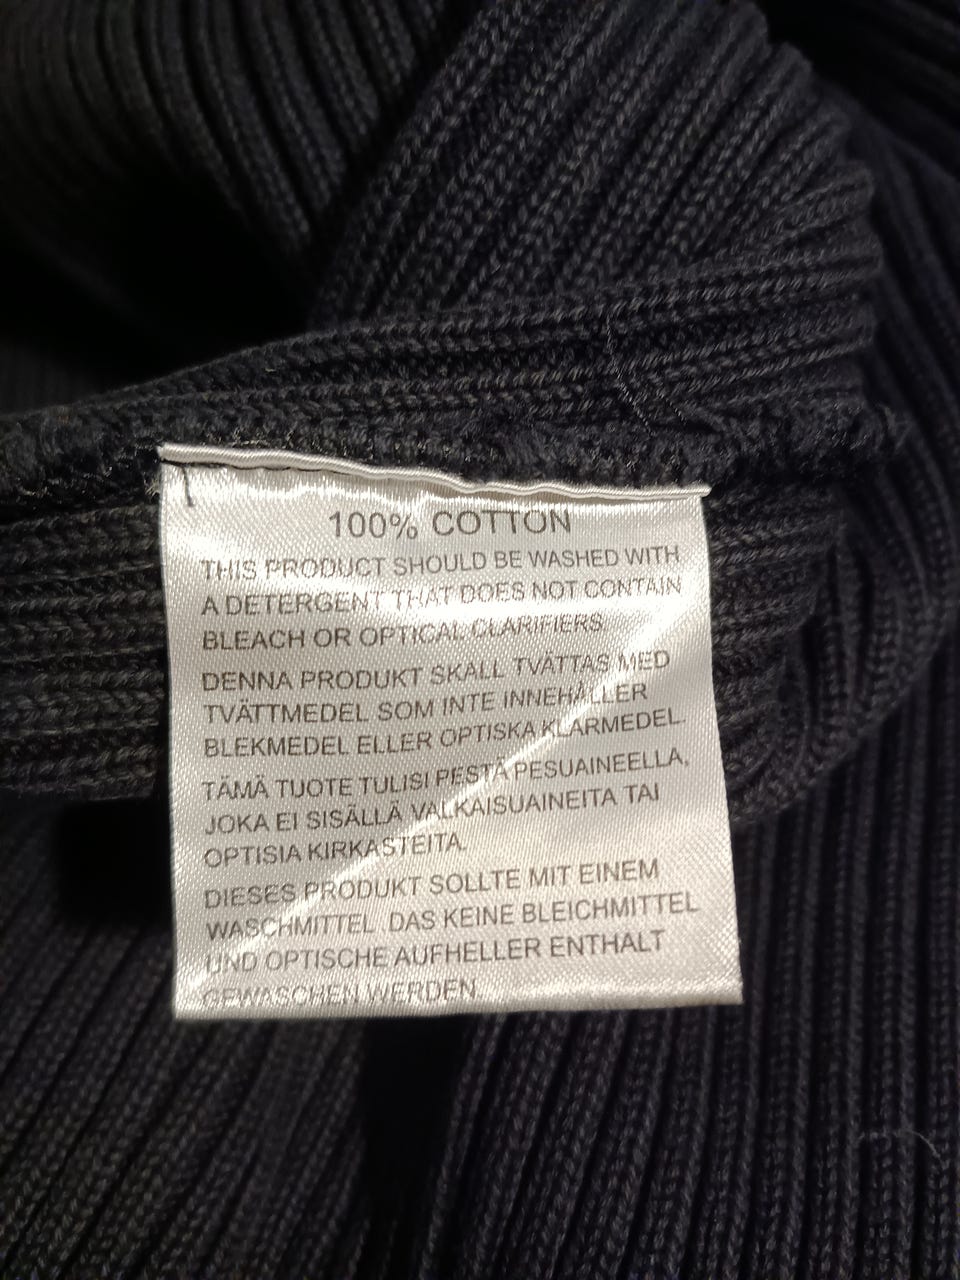 100% COTTON
THIS PRODUCT SHOULD BE WASHED WITH
A DETERGENT THAT DOES NOT CONTAIN
BLEACH OR OPTICAL CLARIFIERS.
DENNA PRODUKT SKALL TVÄTTAS MED
TVÄTTMEDEL SOM INTE INNEHÅLLER
BLEKMEDEL ELLER OPTISKA KLARMEDEL.
TÄMÄ TUOTE TULISI PESTÄ PESUAINEELLA,
JOKA EI SISÄLLÄ VALKAISUAINEITA TAI
OPTISIA KIRKASTEITA.
DIESES PRODUKT SOLLTE MIT EINEM
WASCHMITTEL ,DAS KEINE BLEICHMITTEL
UND OPTISCHE AUFHELLER ENTHALT
GEWASCHEN WERDEN.